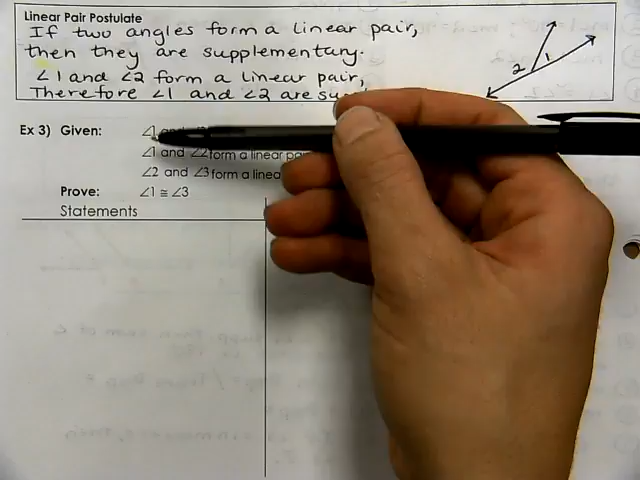 Linear Pair Postulate
If two angles form a linear pair,
then they are supplementary.
∠1 and ∠2 form a linear pair,
Therefore ∠1 and ∠2 are
2 1
Ex 3) Given: ∠1
∠1 and ∠2 form a linear
∠2 and ∠3 form a
Prove: ∠1 ≅ ∠3
Statements